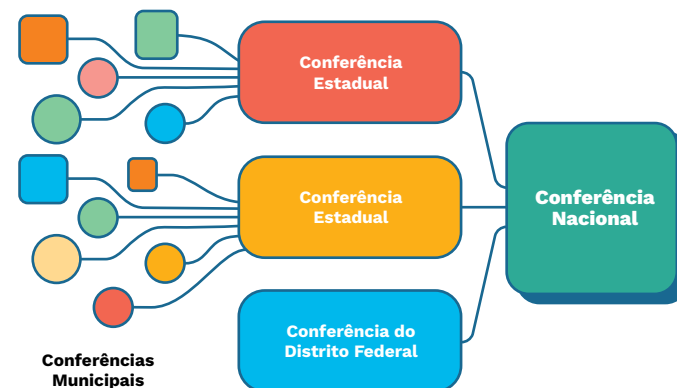 Conferência
Estadual
Conferência
Estadual
Conferência
Nacional
Conferência do
Distrito Federal
Conferências
Municipais